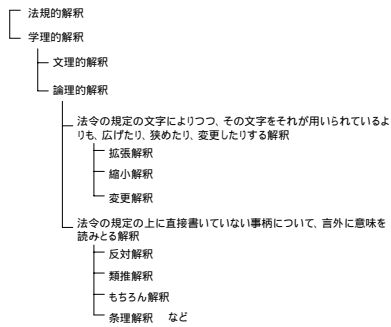 法規的解釈
学理的解釈
文理的解釈
論理的解釈
法令の規定の文字によりつつ、その文字をそれが用いられているよ
りも、広げたり、狭めたり、変更したりする解釈
拡張解釈
縮小解釈
変更解釈
法令の規定の上に直接書いていない事柄について、言外に意味を
読みとる解釈
反対解釈
類推解釈
もちろん解釈
条理解釈　など